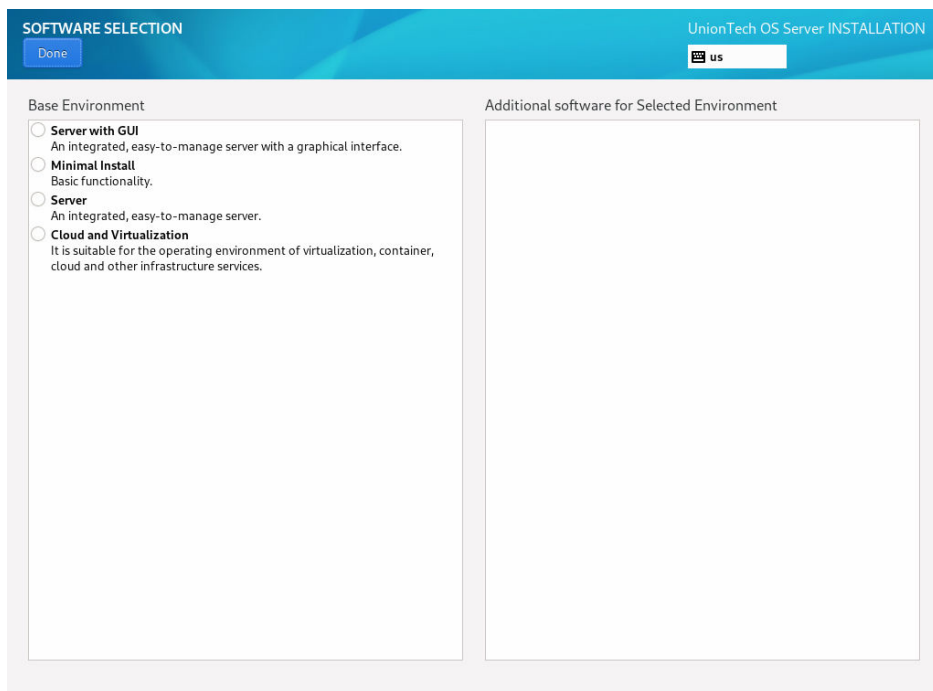 SOFTWARE SELECTION
UnionTech OS Server INSTALLATION
Done
us
Base Environment
Additional software for Selected Environment
Server with GUI
An integrated, easy-to-manage server with a graphical interface.
Minimal Install
Basic functionality.
Server
An integrated, easy-to-manage server.
Cloud and Virtualization
It is suitable for the operating environment of virtualization, container,
cloud and other infrastructure services.